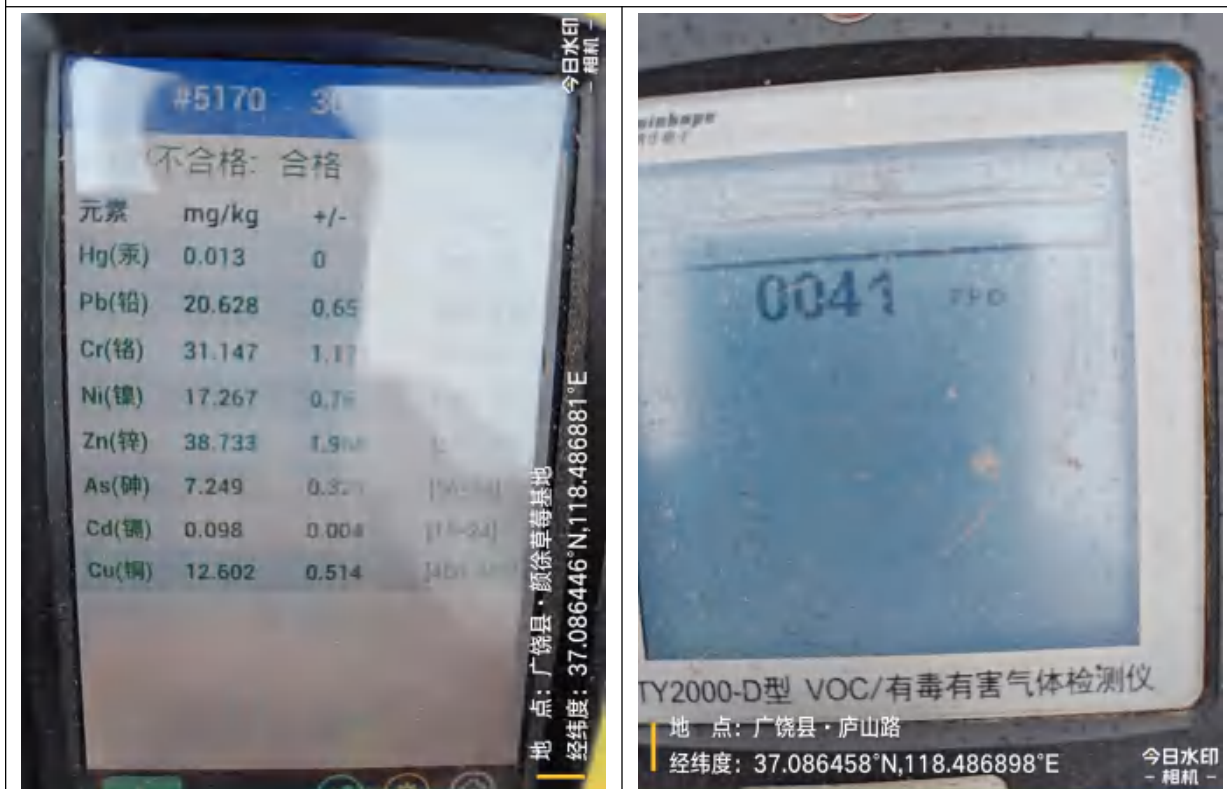 #5170
不合格: 合格
元素 mg/kg +/-
Hg(汞) 0.013 0
Pb(铅) 20.628 0.65
Cr(铬) 31.147
Ni(镍) 17.267
Zn(锌) 38.733
As(砷) 7.249
Cd(镉) 0.098 0.004
Cu(铜) 12.602 0.514
地 点: 广饶县·颜徐草莓基地
经纬度: 37.086446°N,118.486881°E
今日水印
- 相机 -
0041
TY2000-D型 VOC/有毒有害气体检测仪
地 点: 广饶县·庐山路
经纬度: 37.086458°N,118.486898°E
今日水印
- 相机 -